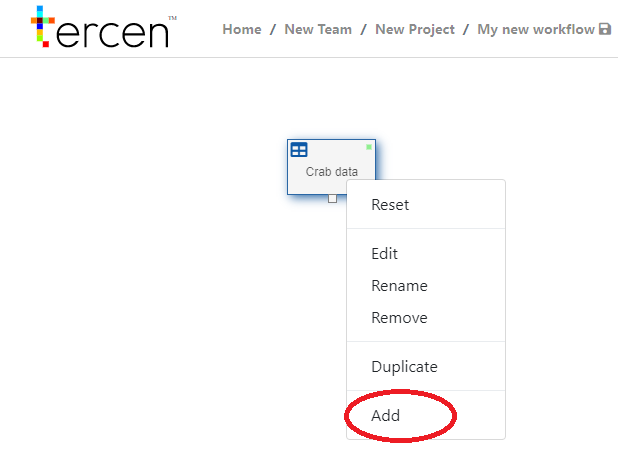 tercen™
Home / New Team / New Project / My new workflow
Crab data
Reset
Edit
Rename
Remove
Duplicate
Add